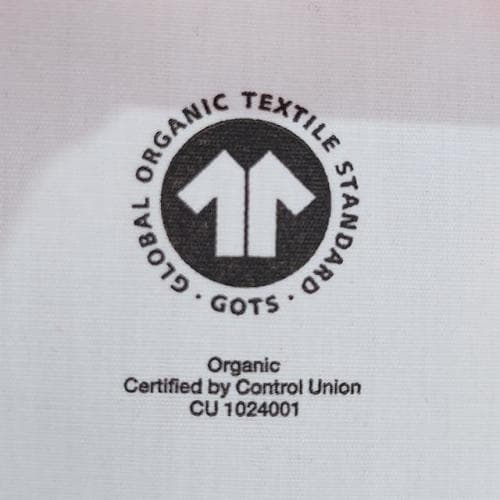 GLOBAL ORGANIC TEXTILE STANDARD
· GOTS ·
Organic
Certified by Control Union
CU 1024001